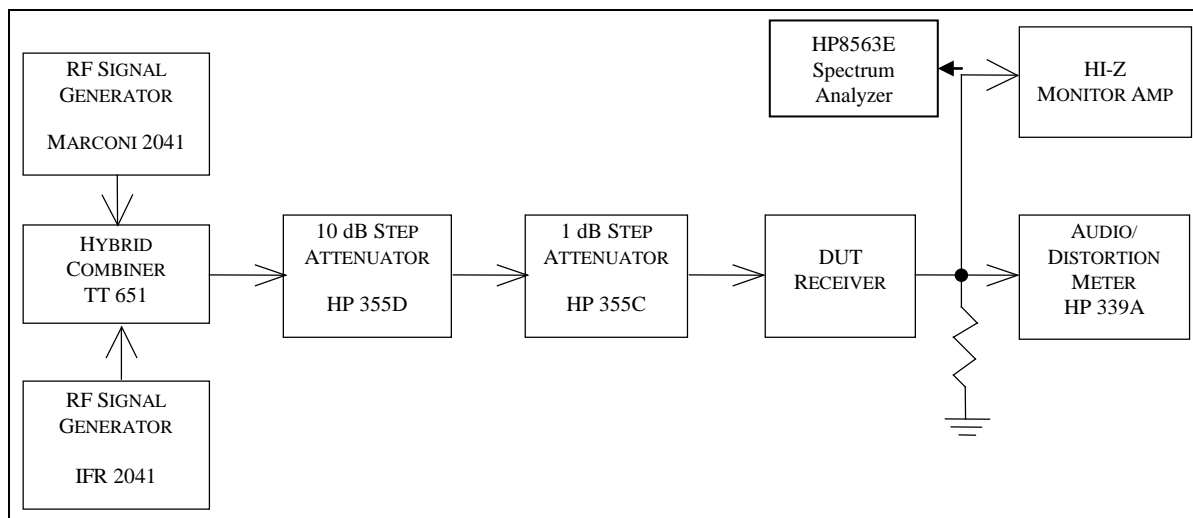 RF SIGNAL
GENERATOR
MARCONI 2041
HP8563E
Spectrum
Analyzer
HI-Z
MONITOR AMP
HYBRID
COMBINER
TT 651
10 dB STEP
ATTENUATOR
HP 355D
1 dB STEP
ATTENUATOR
HP 355C
DUT
RECEIVER
AUDIO/
DISTORTION
METER
HP 339A
RF SIGNAL
GENERATOR
IFR 2041